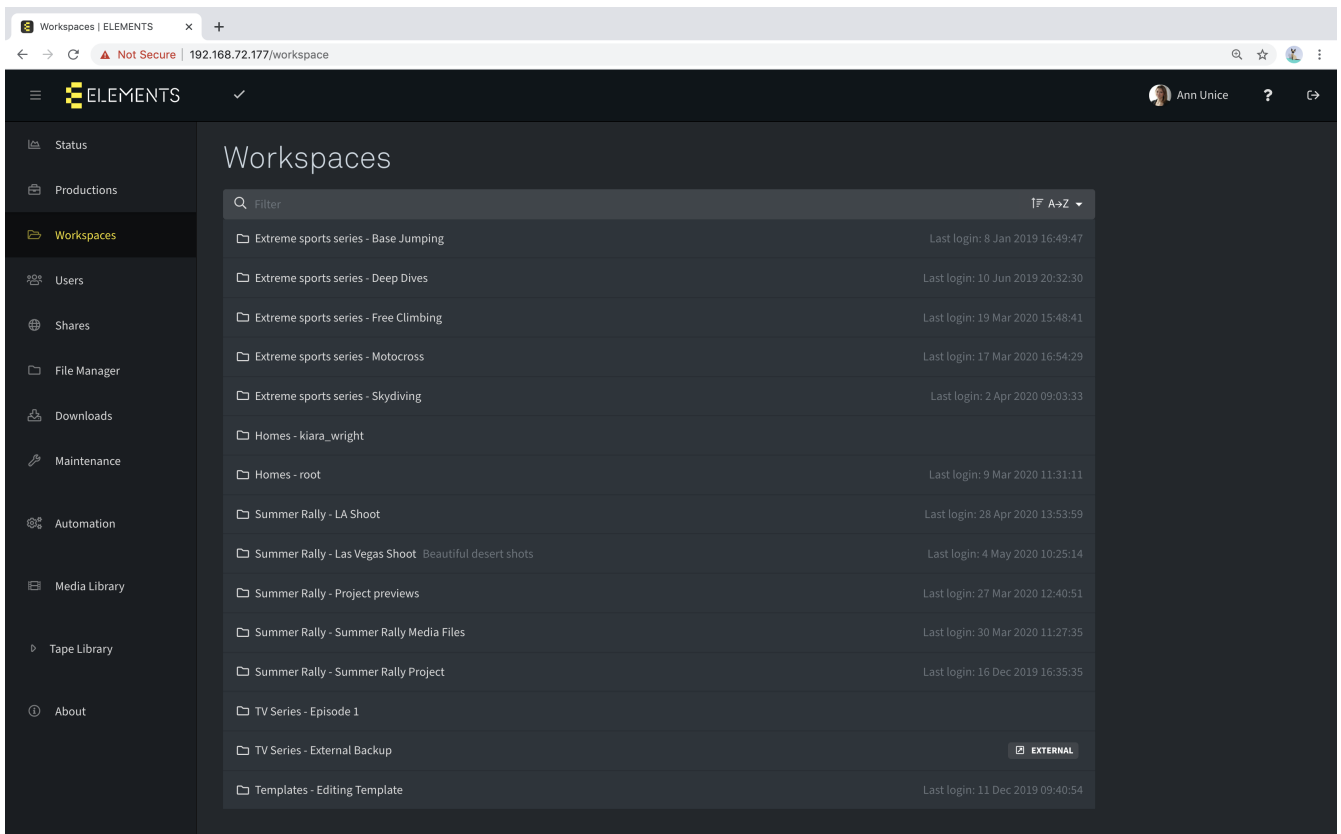 Workspaces | ELEMENTS
Not Secure | 192.168.72.177/workspace
ELEMENTS
Ann Unice ?
Status
Productions
Workspaces
Users
Shares
File Manager
Downloads
Maintenance
Automation
Media Library
Tape Library
About
Workspaces
Filter A→Z
Extreme sports series - Base Jumping Last login: 8 Jan 2019 16:49:47
Extreme sports series - Deep Dives Last login: 10 Jun 2019 20:32:30
Extreme sports series - Free Climbing Last login: 19 Mar 2020 15:48:41
Extreme sports series - Motocross Last login: 17 Mar 2020 16:54:29
Extreme sports series - Skydiving Last login: 2 Apr 2020 09:03:33
Homes - kiara_wright
Homes - root Last login: 9 Mar 2020 11:31:11
Summer Rally - LA Shoot Last login: 28 Apr 2020 13:53:59
Summer Rally - Las Vegas Shoot Beautiful desert shots Last login: 4 May 2020 10:25:14
Summer Rally - Project previews Last login: 27 Mar 2020 12:40:51
Summer Rally - Summer Rally Media Files Last login: 30 Mar 2020 11:27:35
Summer Rally - Summer Rally Project Last login: 16 Dec 2019 16:35:35
TV Series - Episode 1
TV Series - External Backup EXTERNAL
Templates - Editing Template Last login: 11 Dec 2019 09:40:54